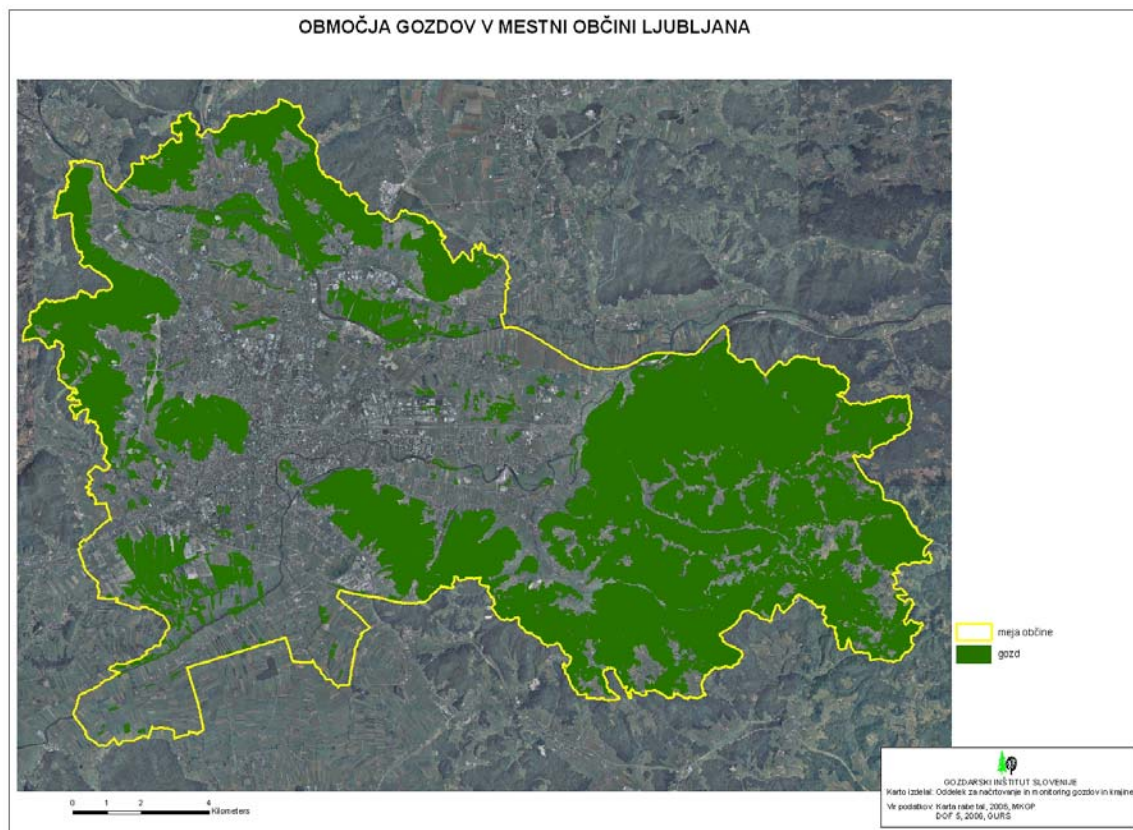 OBMOČJA GOZDOV V MESTNI OBČINI LJUBLJANA
meja občine
gozd
GOZDARSKI INŠTITUT SLOVENIJE
Karto izdelal: Oddelek za načrtovanje in monitoring gozdov in krajine
Vir podatkov: Karta rabe tal, 2005, MKGP
DOF 5, 2006, GURS
0 1 2 4
Kilometers